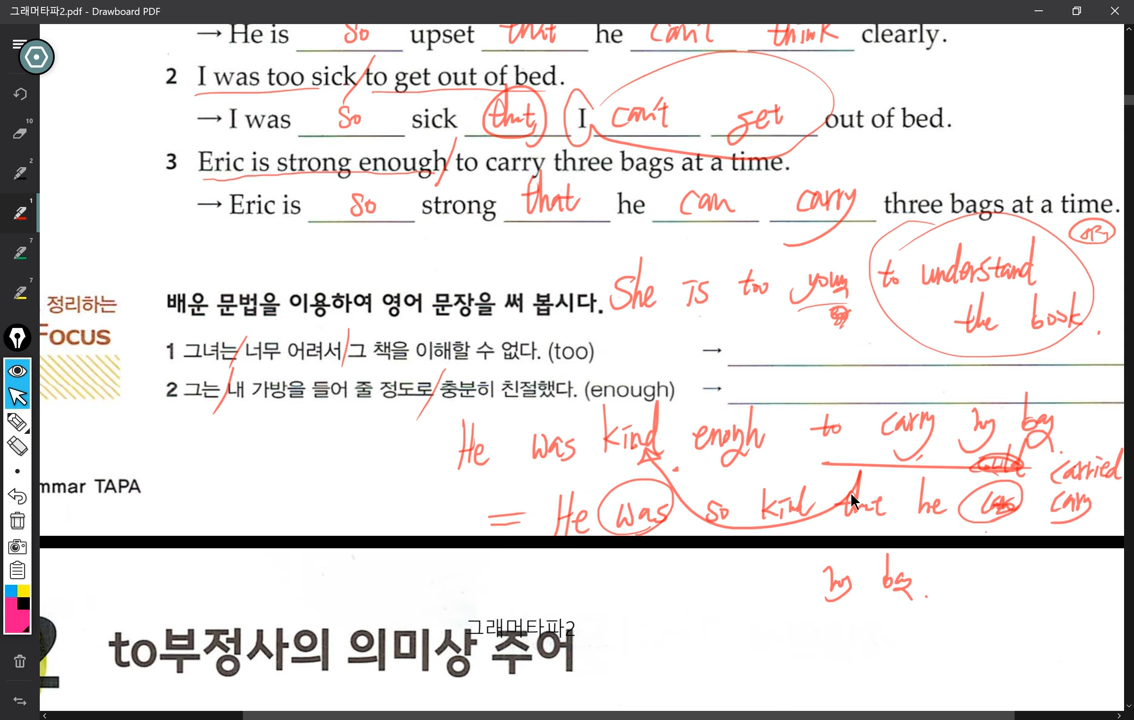 그래머타파2.pdf - Drawboard PDF
→ He is so upset that he can't think clearly.
2 I was too sick to get out of bed.
→ I was so sick that I can't get out of bed.
3 Eric is strong enough to carry three bags at a time.
→ Eric is so strong that he can carry three bags at a time.
정리하는
Focus
배운 문법을 이용하여 영어 문장을 써 봅시다.
She is too young to understand
the book.
1 그녀는 너무 어려서 그 책을 이해할 수 없다. (too) →
2 그는 내 가방을 들어 줄 정도로 충분히 친절했다. (enough) →
He was kind enough to carry my bag
carried
mmar TAPA
= He was so kind that he carry
my bag.
그래머타파2
to부정사의 의미상 주어
10
2
1
7
7